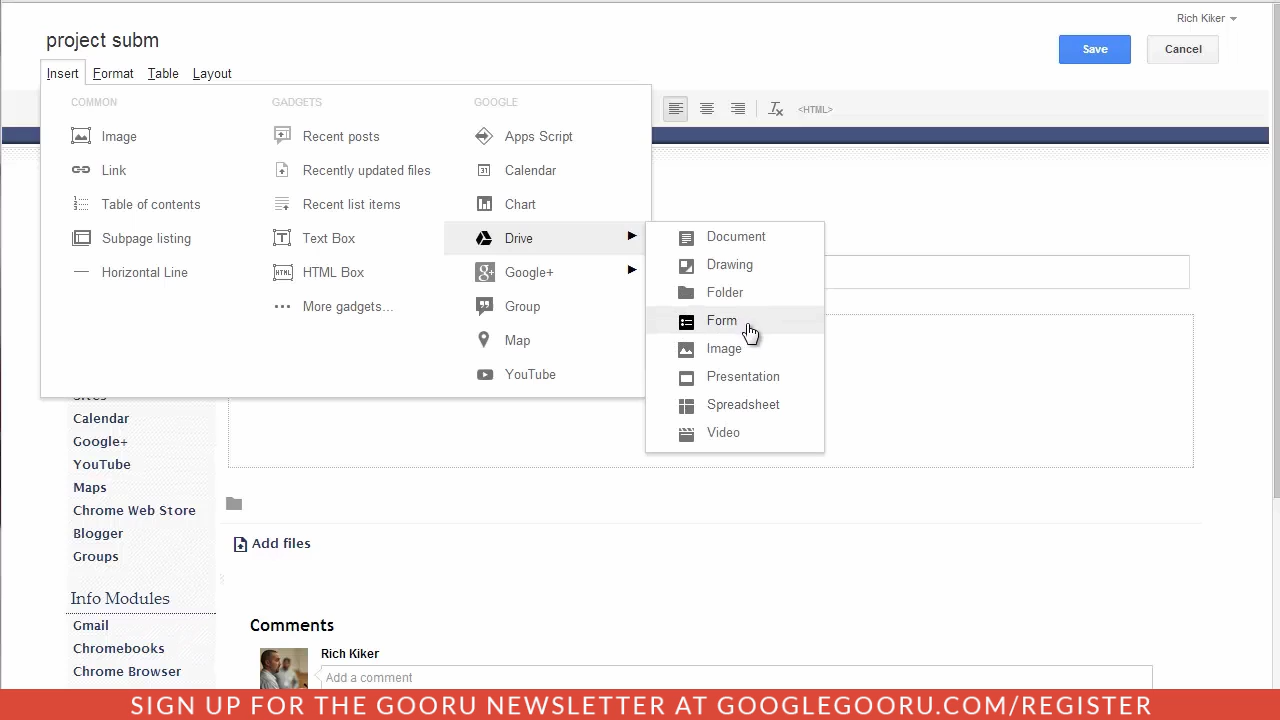 Rich Kiker
project subm
Save
Cancel
Insert
Format
Table
Layout
<HTML>
COMMON
Image
Link
Table of contents
Subpage listing
Horizontal Line
GADGETS
Recent posts
Recently updated files
Recent list items
Text Box
HTML
HTML Box
More gadgets...
GOOGLE
Apps Script
31
Calendar
Chart
Drive
g+
Google+
Group
Map
YouTube
Document
Drawing
Folder
Form
Image
Presentation
Spreadsheet
Video
Sites
Calendar
Google+
YouTube
Maps
Chrome Web Store
Blogger
Groups
Info Modules
Gmail
Chromebooks
Chrome Browser
Add files
Comments
Rich Kiker
Add a comment
SIGN UP FOR THE GOORU NEWSLETTER AT GOOGLEGOORU.COM/REGISTER